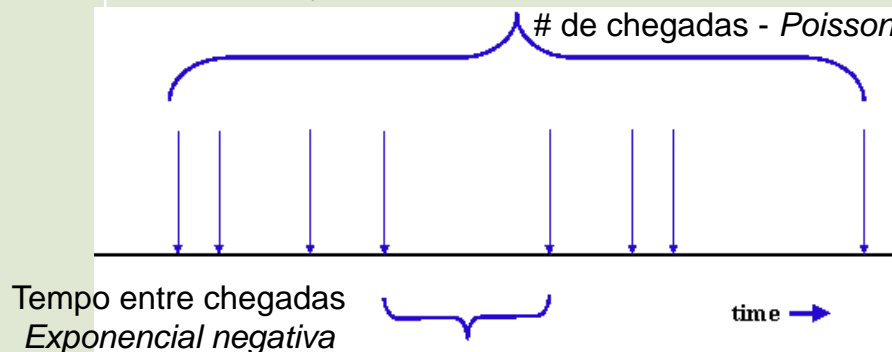 # de chegadas - Poisson
Tempo entre chegadas
Exponencial negativa
time